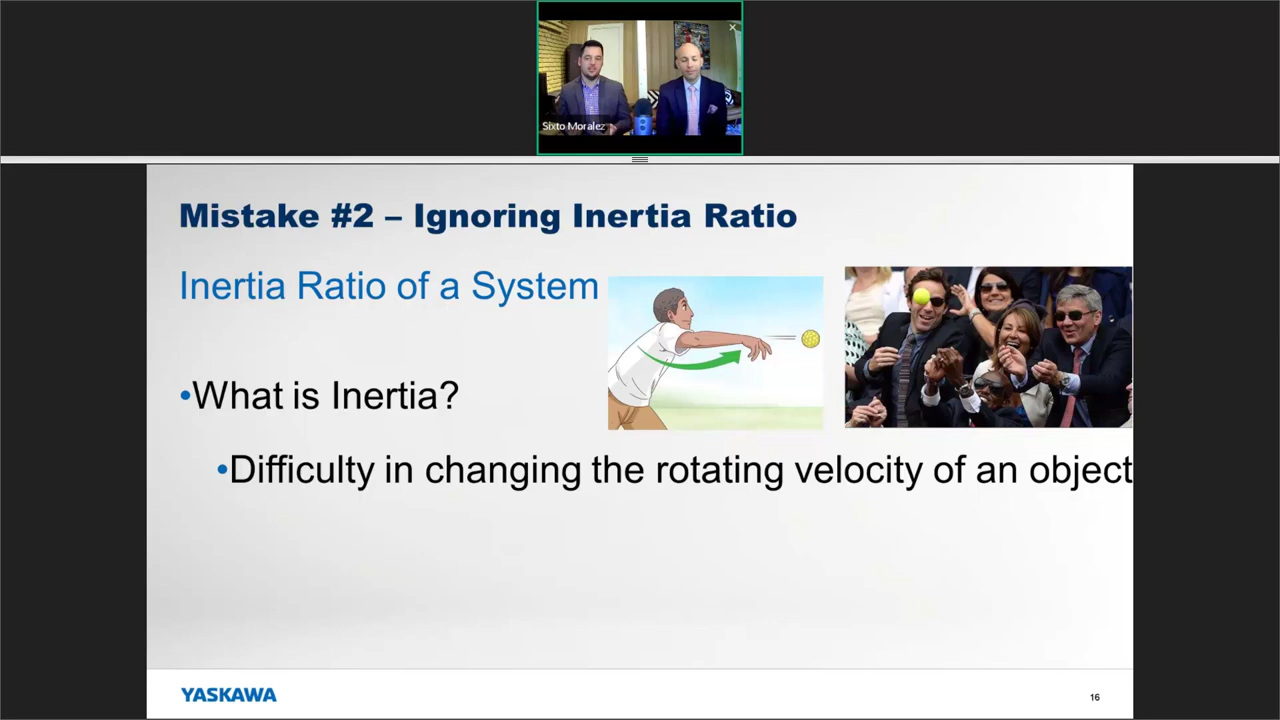 Sixto Moralez
Mistake #2 – Ignoring Inertia Ratio
Inertia Ratio of a System
•What is Inertia?
•Difficulty in changing the rotating velocity of an object
YASKAWA
16